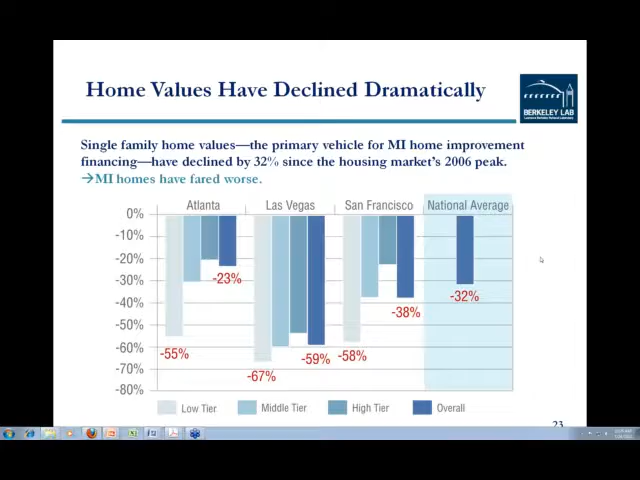 Home Values Have Declined Dramatically
BERKELEY LAB
Single family home values—the primary vehicle for MI home improvement
financing—have declined by 32% since the housing market's 2006 peak.
→MI homes have fared worse.
Atlanta Las Vegas San Francisco National Average
0%
-10%
-20%
-30%
-40%
-50%
-60%
-70%
-80%
-23%
-55%
-59%
-67%
-38%
-58%
-32%
Low Tier Middle Tier High Tier Overall
23